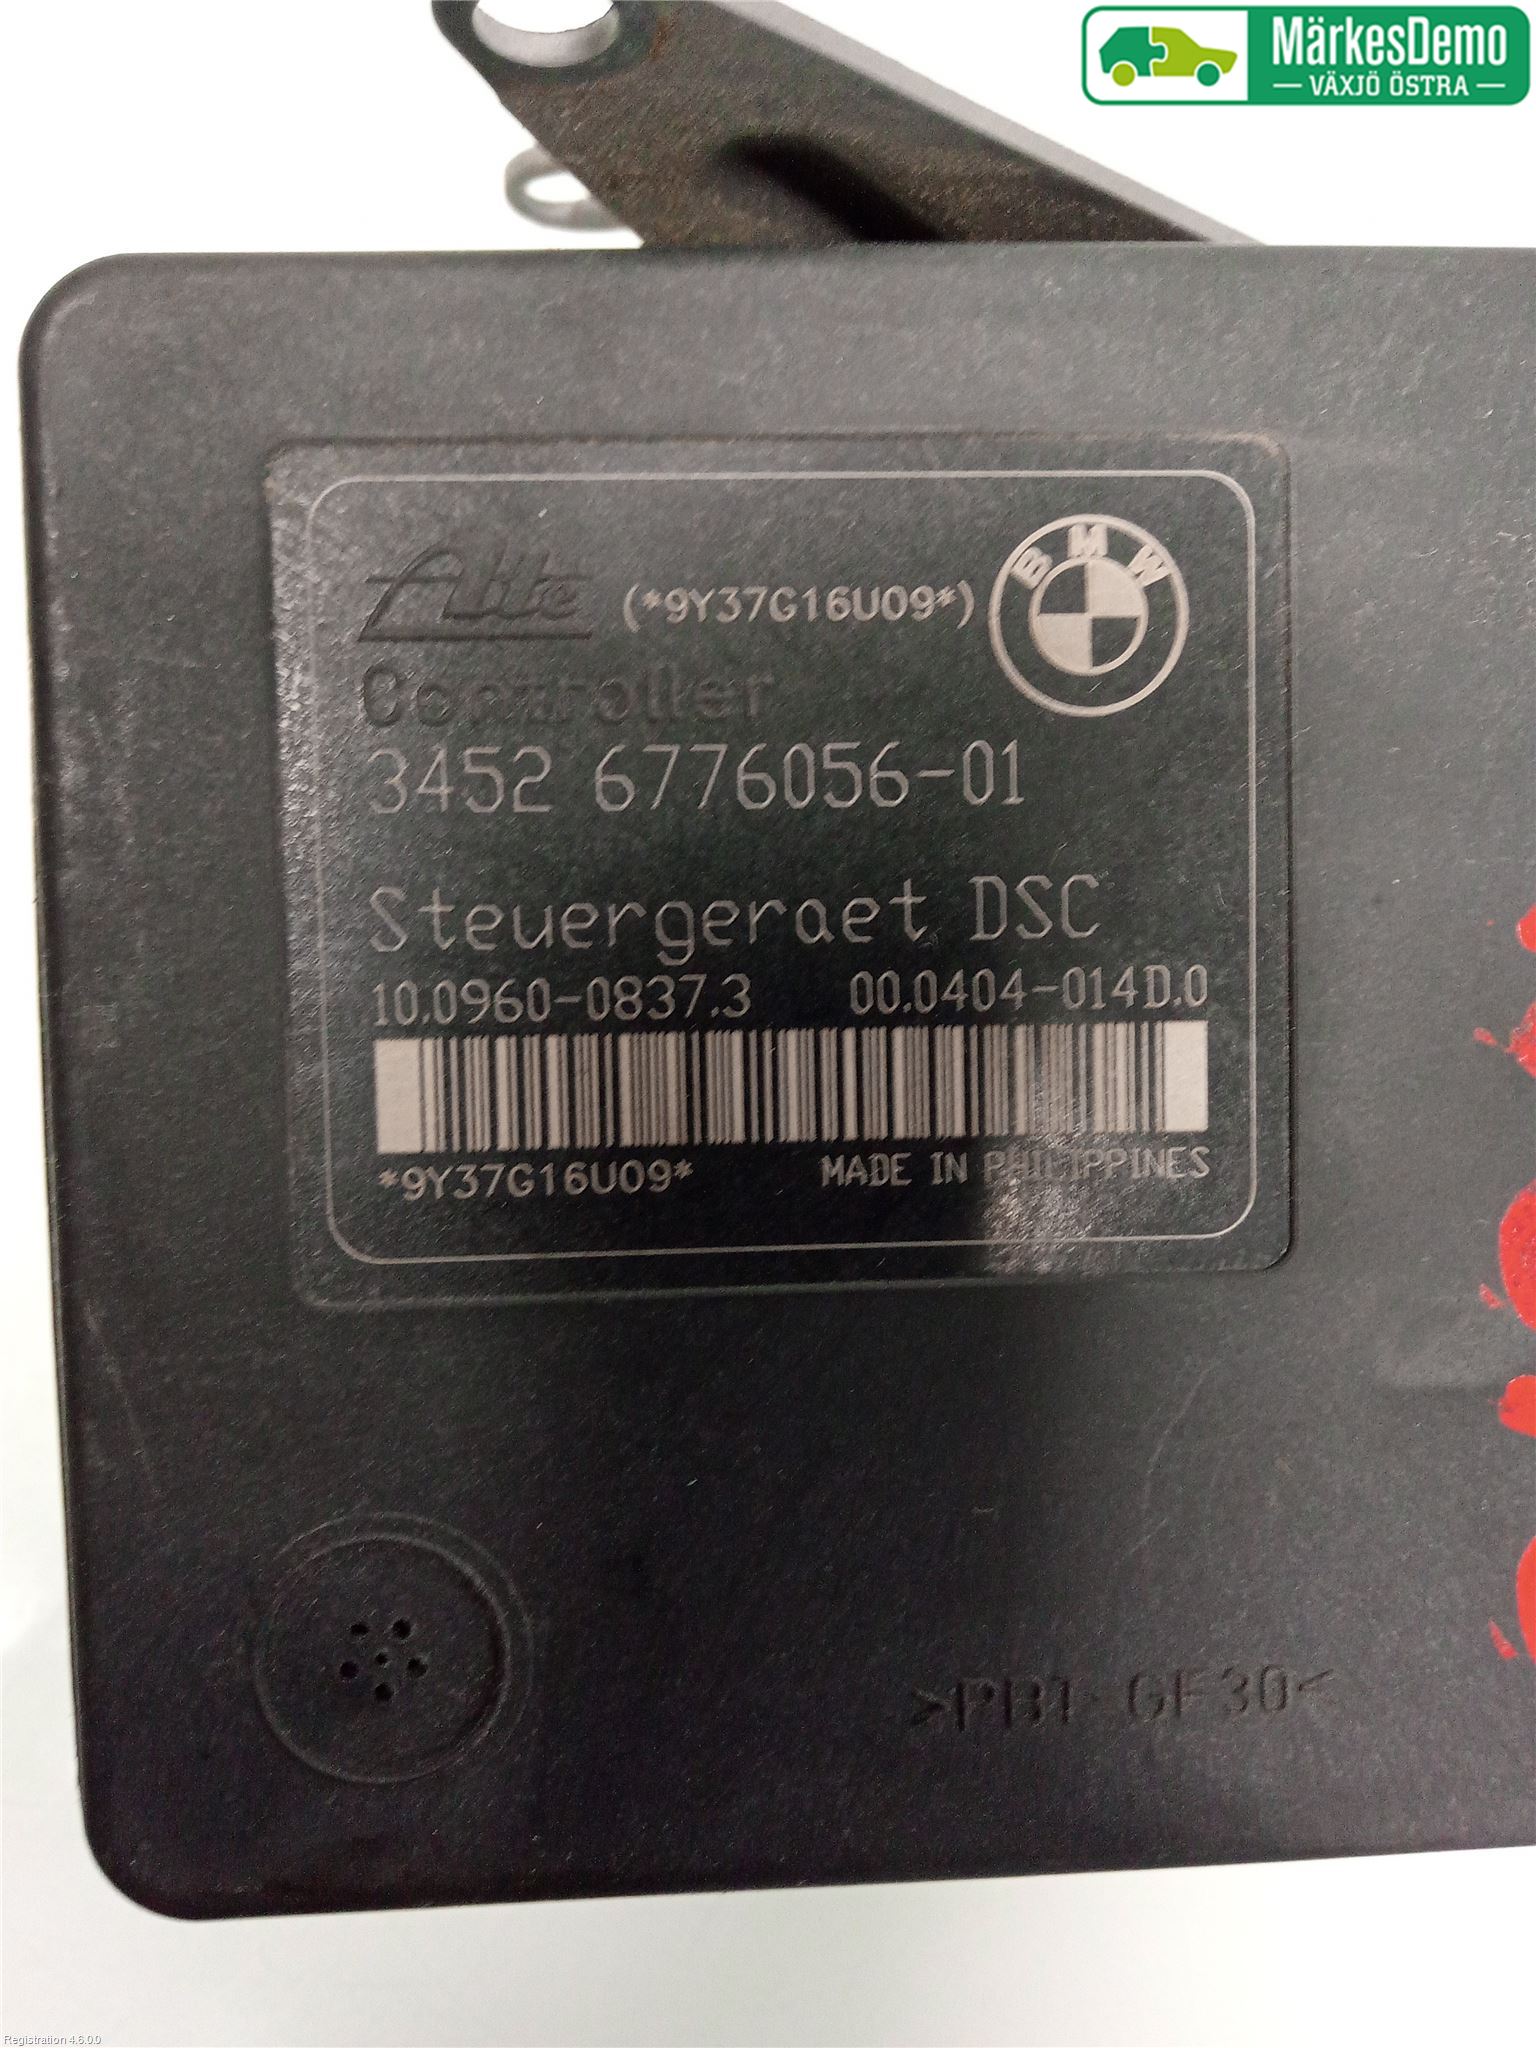 MärkesDemo
VÄXJÖ ÖSTRA
Ate (*9Y37G16U09*) BMW
Controller
3452 6776056-01
Steuergeraet DSC
10.0960-0837.3 00.0404-014D.0
*9Y37G16U09* MADE IN PHILIPPINES
>PBT GF30<
Registration 4.6.0.0